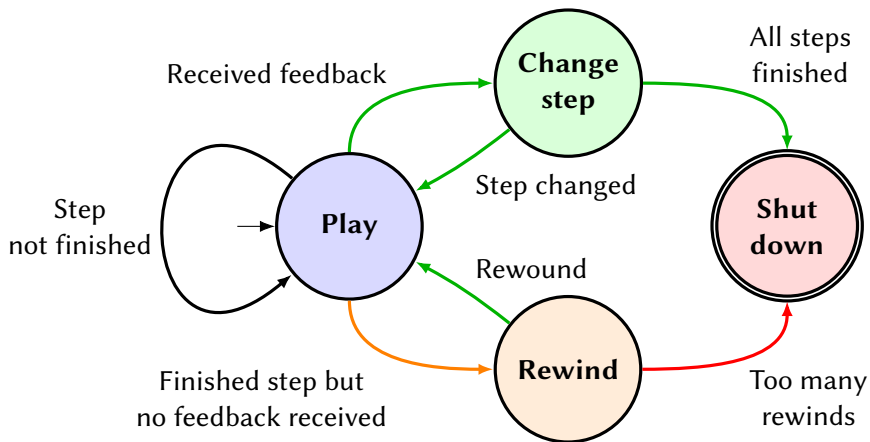 Received feedback
Change
step
All steps
finished
Step changed
Step
not finished
Play
Shut
down
Rewound
Rewind
Finished step but
no feedback received
Too many
rewinds